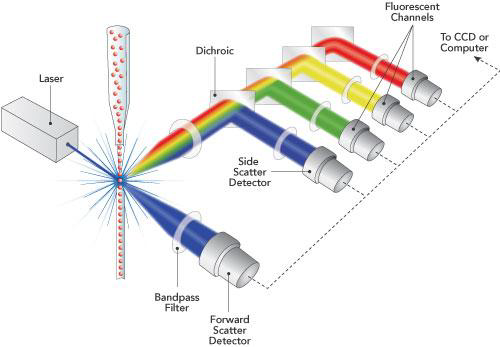 Fluorescent
Channels
To CCD or
Computer
Dichroic
Laser
Side
Scatter
Detector
Bandpass
Filter
Forward
Scatter
Detector